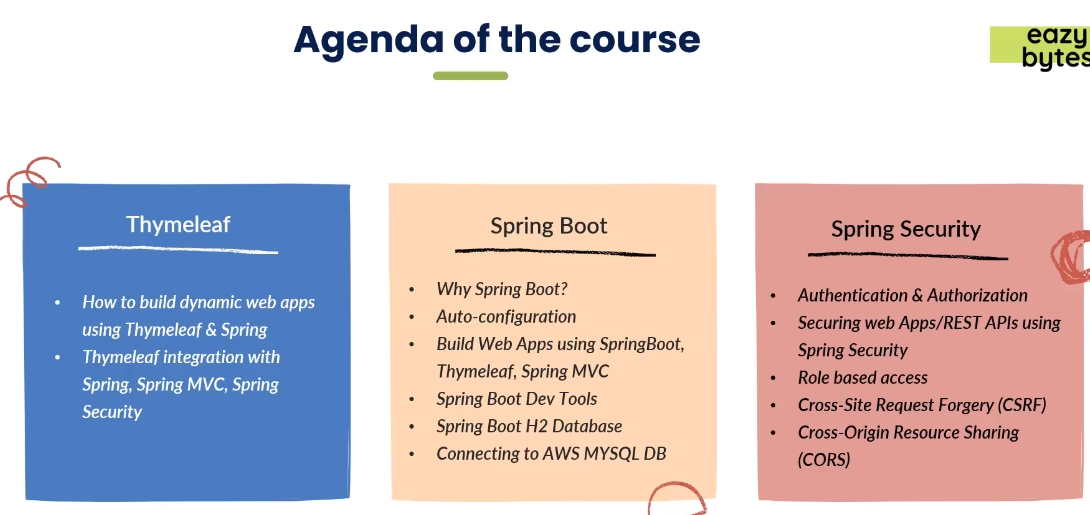 Agenda of the course
eazy
bytes
Thymeleaf
• How to build dynamic web apps
using Thymeleaf & Spring
• Thymeleaf integration with
Spring, Spring MVC, Spring
Security
Spring Boot
• Why Spring Boot?
• Auto-configuration
• Build Web Apps using SpringBoot,
Thymeleaf, Spring MVC
• Spring Boot Dev Tools
• Spring Boot H2 Database
• Connecting to AWS MYSQL DB
Spring Security
• Authentication & Authorization
• Securing web Apps/REST APIs using
Spring Security
• Role based access
• Cross-Site Request Forgery (CSRF)
• Cross-Origin Resource Sharing
(CORS)